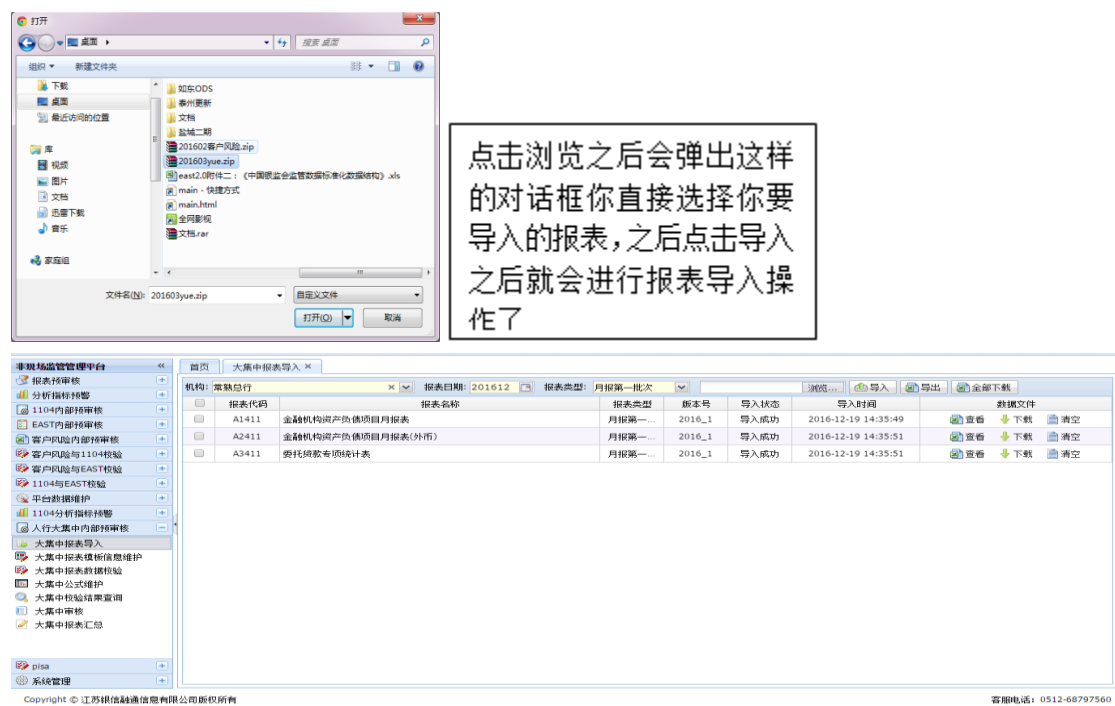 打开
桌面
搜索 桌面
组织 新建文件夹
下载
桌面
最近访问的位置
库
视频
图片
文档
迅雷下载
音乐
家庭组
如东ODS
泰州更新
文档
盐城二期
201602客户风险.zip
201603yue.zip
east2.0附件二：《中国银监会监管数据标准化数据结构》.xls
main - 快捷方式
main.html
全网影视
文档.rar
文件名(N): 201603yue.zip 自定义文件
打开(O) 取消
点击浏览之后会弹出这样
的对话框你直接选择你要
导入的报表，之后点击导入
之后就会进行报表导入操
作了
非现场监管管理平台
报表预审核
分析指标预警
1104内部预审核
EAST内部预审核
客户风险内部预审核
客户风险与1104校验
客户风险与EAST校验
1104与EAST校验
平台数据维护
1104分析指标预警
人行大集中内部预审核
大集中报表导入
大集中报表模板信息维护
大集中报表数据校验
大集中公式维护
大集中校验结果查询
大集中审核
大集中报表汇总
pisa
系统管理
首页 大集中报表导入
机构: 常熟总行 报表日期: 201612 报表类型: 月报第一批次 浏览... 导入 导出 全部下载
报表代码 报表名称 报表类型 版本号 导入状态 导入时间 数据文件
A1411 金融机构资产负债项目月报表 月报第一... 2016_1 导入成功 2016-12-19 14:35:49 查看 下载 清空
A2411 金融机构资产负债项目月报表(外币) 月报第一... 2016_1 导入成功 2016-12-19 14:35:51 查看 下载 清空
A3411 委托贷款专项统计表 月报第一... 2016_1 导入成功 2016-12-19 14:35:51 查看 下载 清空
Copyright © 江苏银信融通信息有限公司版权所有 客服电话: 0512-68797560